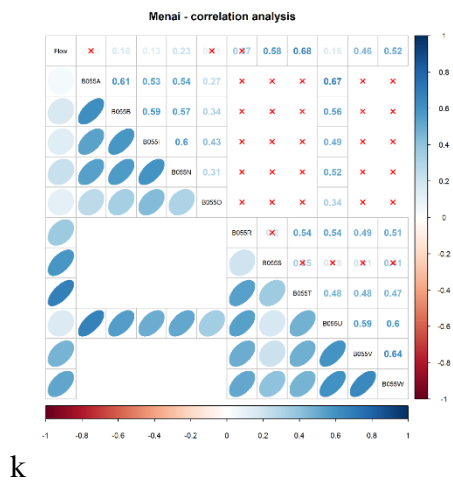 Menai - correlation analysis
Flow 0.16 0.13 0.23 0.58 0.68 0.16 0.46 0.52
B055A 0.61 0.53 0.54 0.27 0.67
B055B 0.59 0.57 0.34 0.56
B055I 0.6 0.43 0.49
B055N 0.31 0.52
B055O 0.34
B055R 0.54 0.54 0.49 0.51
B055S
B055T 0.48 0.48 0.47
B055U 0.59 0.6
B055V 0.64
B055W
1
0.8
0.6
0.4
0.2
0
-0.2
-0.4
-0.6
-0.8
-1
-1 -0.8 -0.6 -0.4 -0.2 0 0.2 0.4 0.6 0.8 1
k